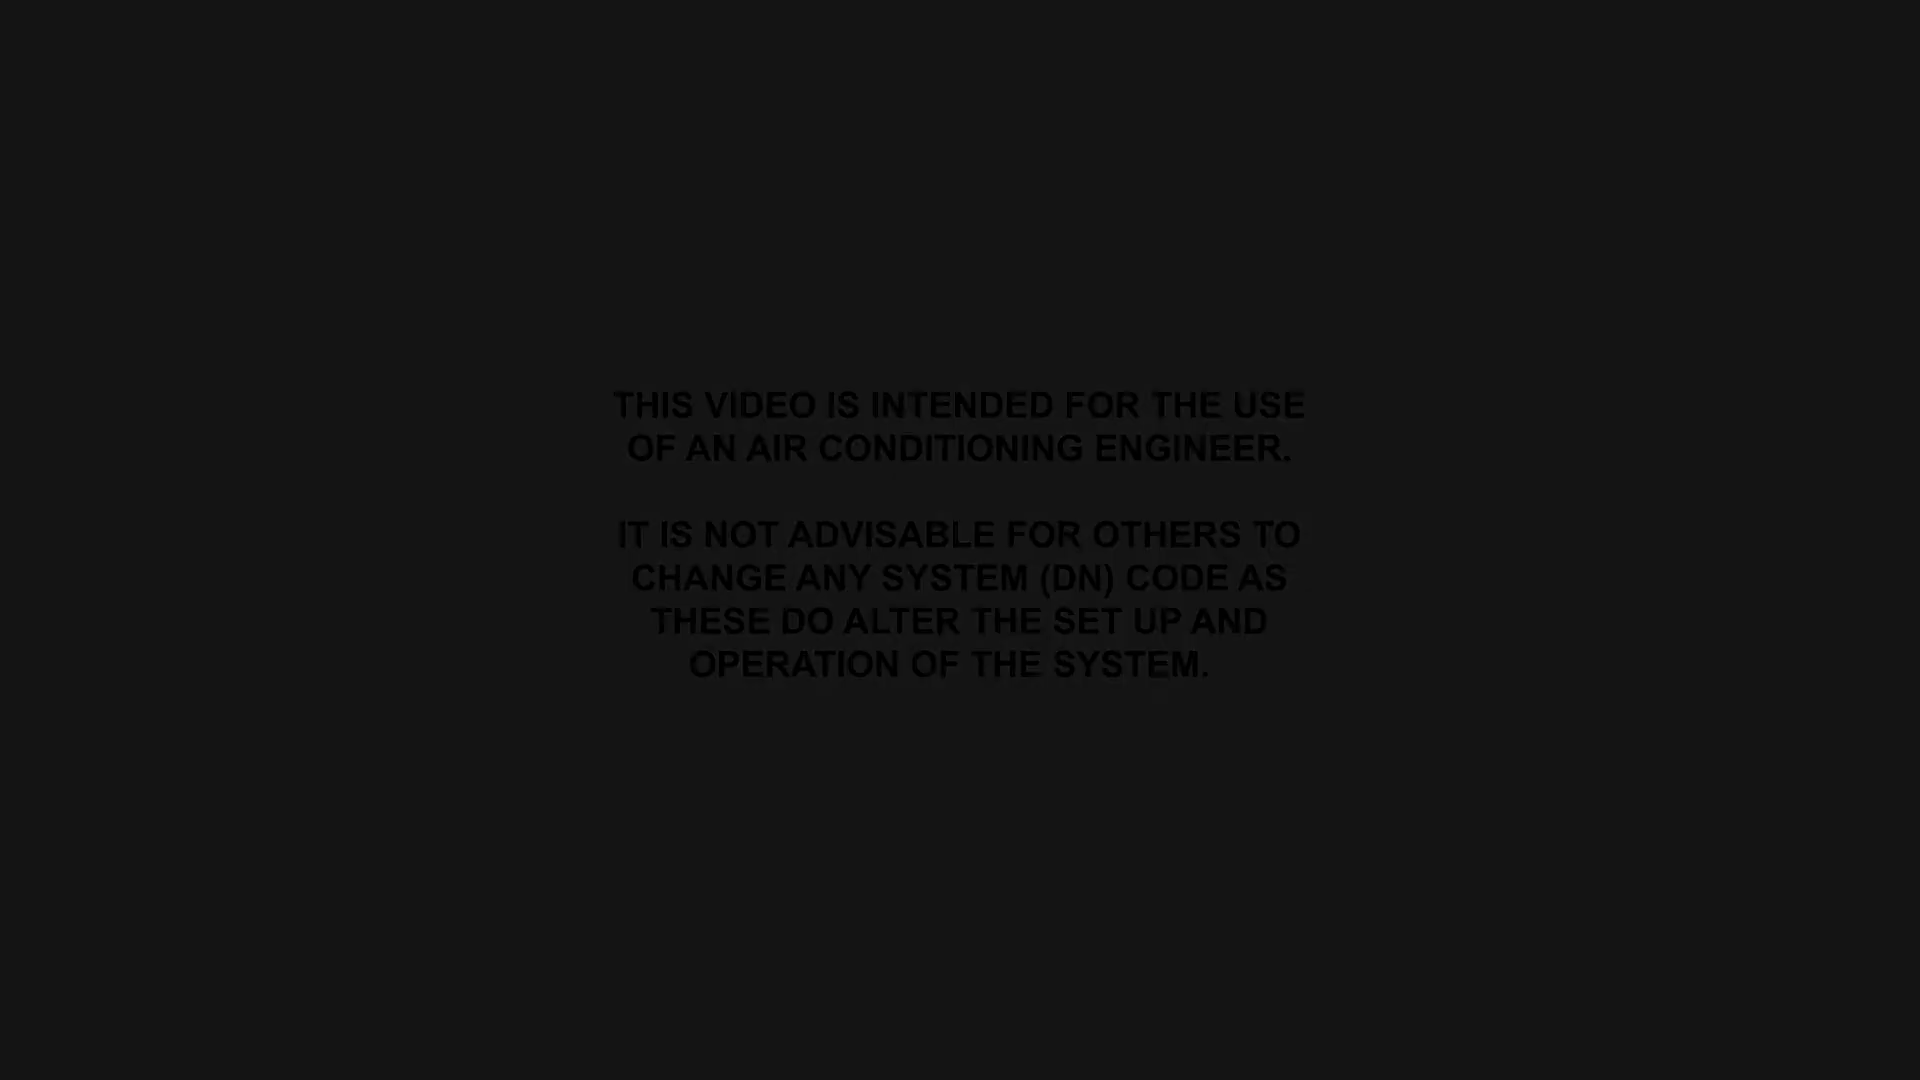 THIS VIDEO IS INTENDED FOR THE USE
OF AN AIR CONDITIONING ENGINEER.
IT IS NOT ADVISABLE FOR OTHERS TO
CHANGE ANY SYSTEM (DN) CODE AS
THESE DO ALTER THE SET UP AND
OPERATION OF THE SYSTEM.